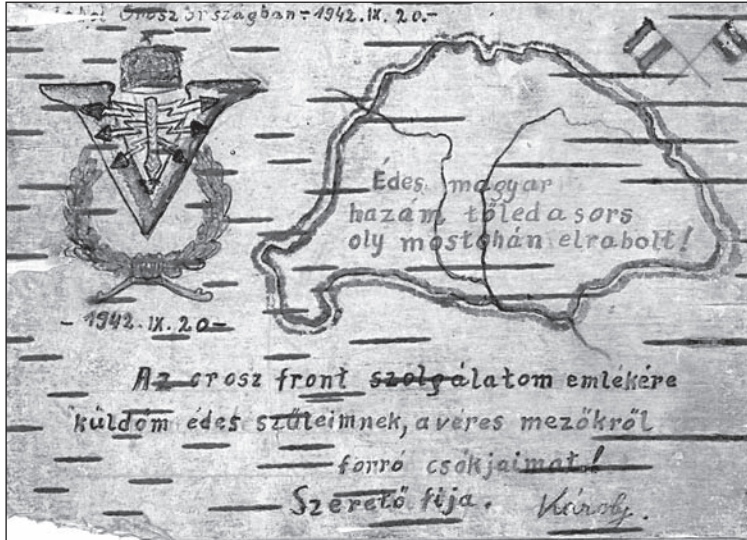 Oroszországban - 1942.IX.20.-
Édes magyar
hazám tőled a sors
oly mostohán elrabolt!
- 1942.IX.20-
Az orosz front szolgálatom emlékére
küldöm édes szüleimnek, a véres mezőkről
forró csókjaimat!
Szerető fija. Károly.